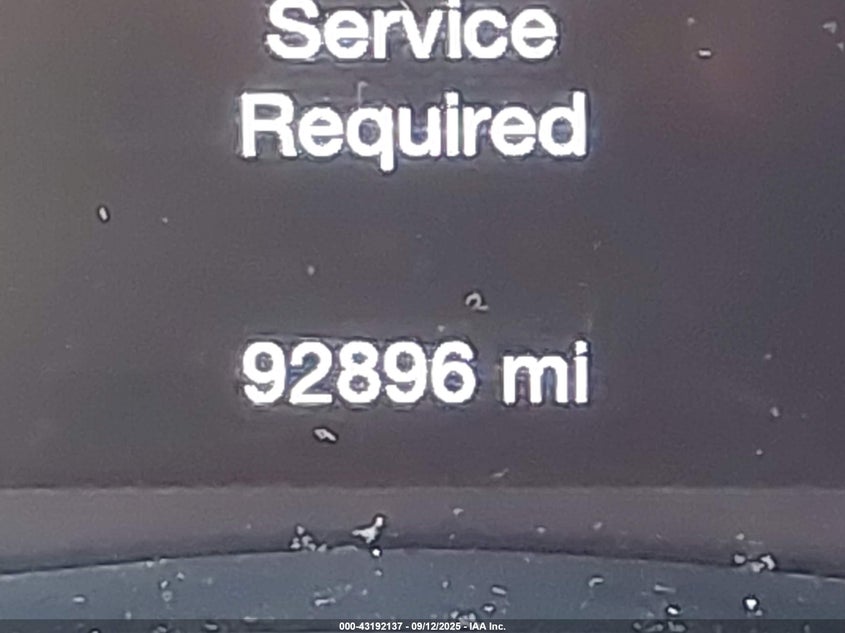 Service
Required
92896 mi
000-43192137 - 09/12/2025 - IAA Inc.